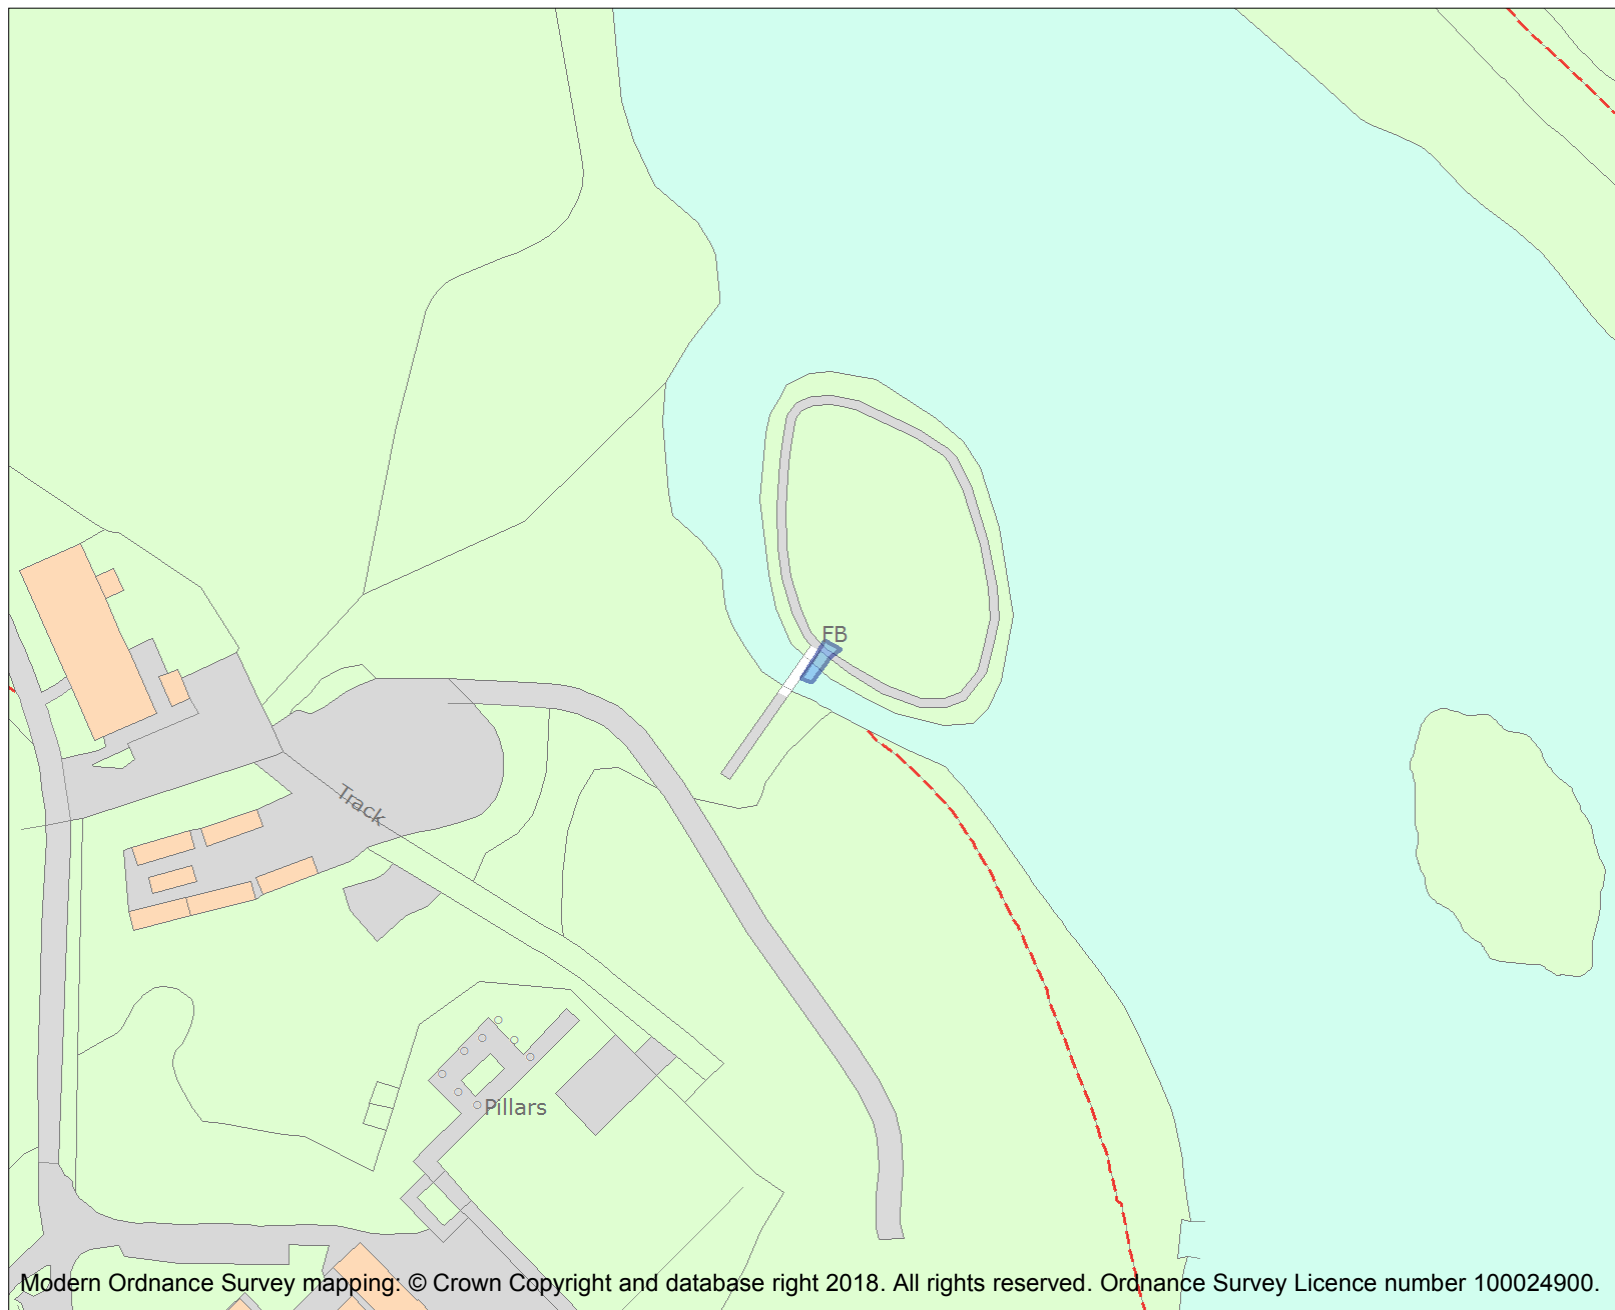 FB
Track
Pillars
Modern Ordnance Survey mapping: © Crown Copyright and database right 2018. All rights reserved. Ordnance Survey Licence number 100024900.